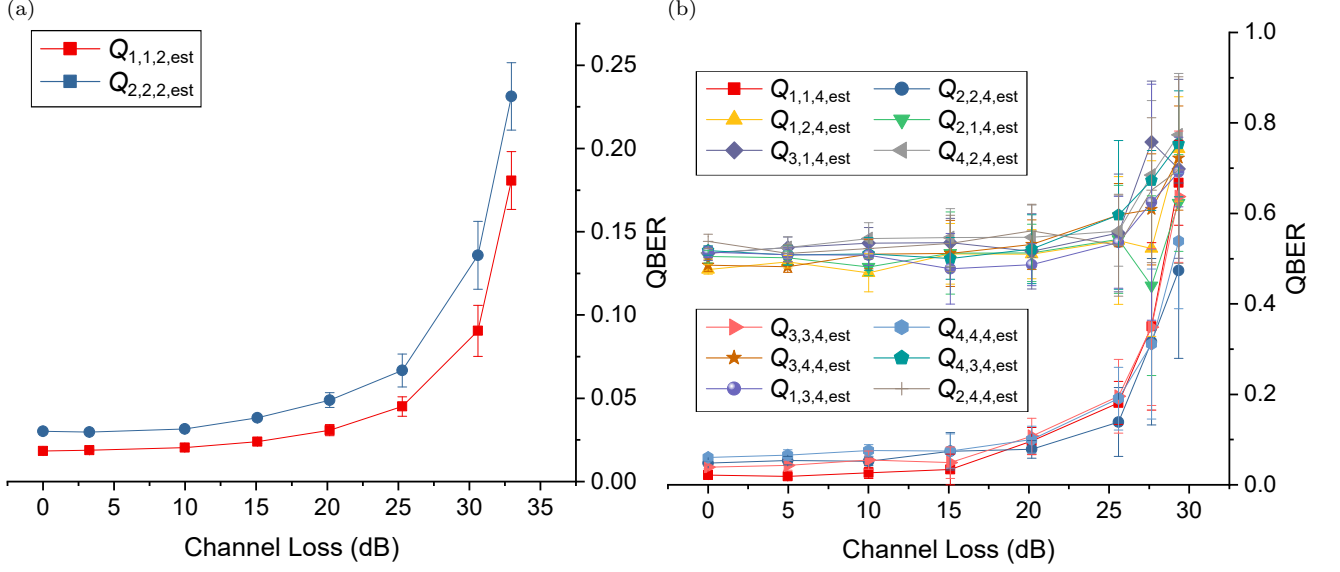 (a)
Q1,1,2,est
Q2,2,2,est
0.25
0.20
0.15
0.10
0.05
0.00
QBER
0 5 10 15 20 25 30 35
Channel Loss (dB)
(b)
Q1,1,4,est Q2,2,4,est
Q1,2,4,est Q2,1,4,est
Q3,1,4,est Q4,2,4,est
Q3,3,4,est Q4,4,4,est
Q3,4,4,est Q4,3,4,est
Q1,3,4,est Q2,4,4,est
1.0
0.8
0.6
0.4
0.2
0.0
QBER
0 5 10 15 20 25 30
Channel Loss (dB)